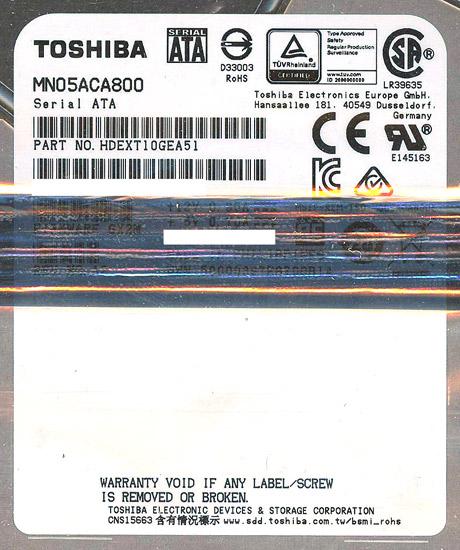 TOSHIBA
SERIAL
ATA
D33003
RoHS
TÜVRheinland
CERTIFIED
Type Approved
Safety
Regular Production
Surveillance
www.tuv.com
ID 2000000000
LR39635
MN05ACA800
Serial ATA
Toshiba Electronics Europe GmbH.
Hansaallee 181, 40549 Dusseldorf,
Germany
PART NO. HDEXT10GEA51
E145163
WARRANTY VOID IF ANY LABEL/SCREW
IS REMOVED OR BROKEN.
TOSHIBA ELECTRONIC DEVICES & STORAGE CORPORATION
CNS15663 含有情況標示 www.sdd.toshiba.com.tw/bsmi_rohs